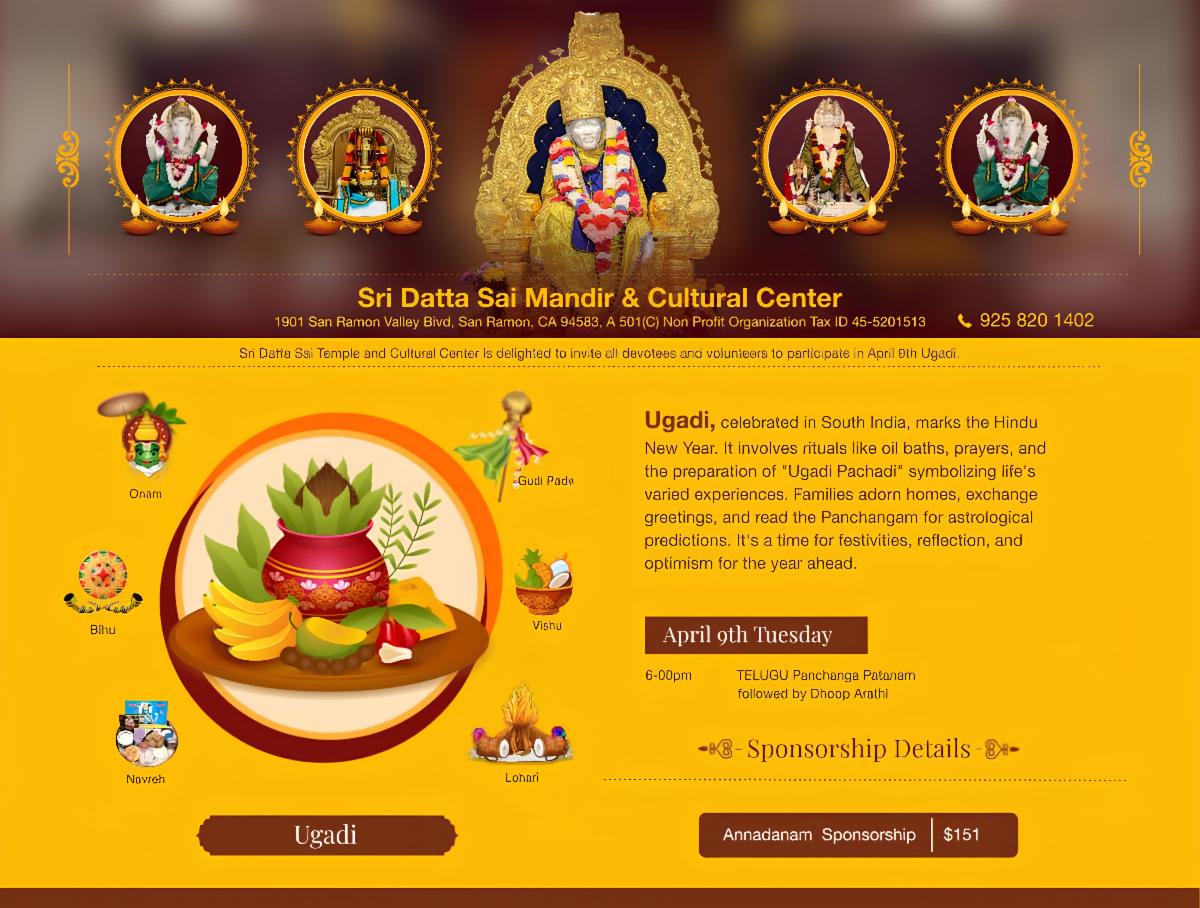 Sri Datta Sai Mandir & Cultural Center
1901 San Ramon Valley Bivd, San Ramon, CA 94583, A 501(C) Non Profit Organization Tax ID 45-5201513
925 820 1402
Sri Datta Sai Temple and Cultural Center is delighted to invite all devotees and volunteers to participate in April 9th Ugadi.
Onam
Gudi Padw
Bihu
Vishu
Navreh
Lohari
Ugadi
Ugadi, celebrated in South India, marks the Hindu
New Year. It involves rituals like oil baths, prayers, and
the preparation of "Ugadi Pachadi" symbolizing life's
varied experiences. Families adorn homes, exchange
greetings, and read the Panchangam for astrological
predictions. It's a time for festivities, reflection, and
optimism for the year ahead.
April 9th Tuesday
6-00pm TELUGU Panchanga Patanam
followed by Dhoop Arathi
Sponsorship Details
Annadanam Sponsorship $151